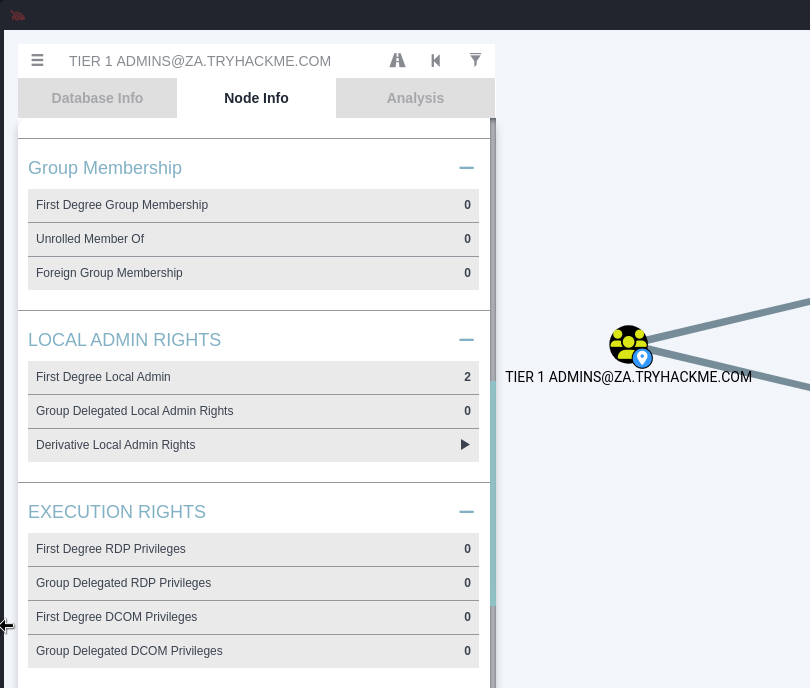 TIER 1 ADMINS@ZA.TRYHACKME.COM
Database Info Node Info Analysis
Group Membership
First Degree Group Membership 0
Unrolled Member Of 0
Foreign Group Membership 0
LOCAL ADMIN RIGHTS
First Degree Local Admin 2
Group Delegated Local Admin Rights 0
Derivative Local Admin Rights
EXECUTION RIGHTS
First Degree RDP Privileges 0
Group Delegated RDP Privileges 0
First Degree DCOM Privileges 0
Group Delegated DCOM Privileges 0
TIER 1 ADMINS@ZA.TRYHACKME.COM